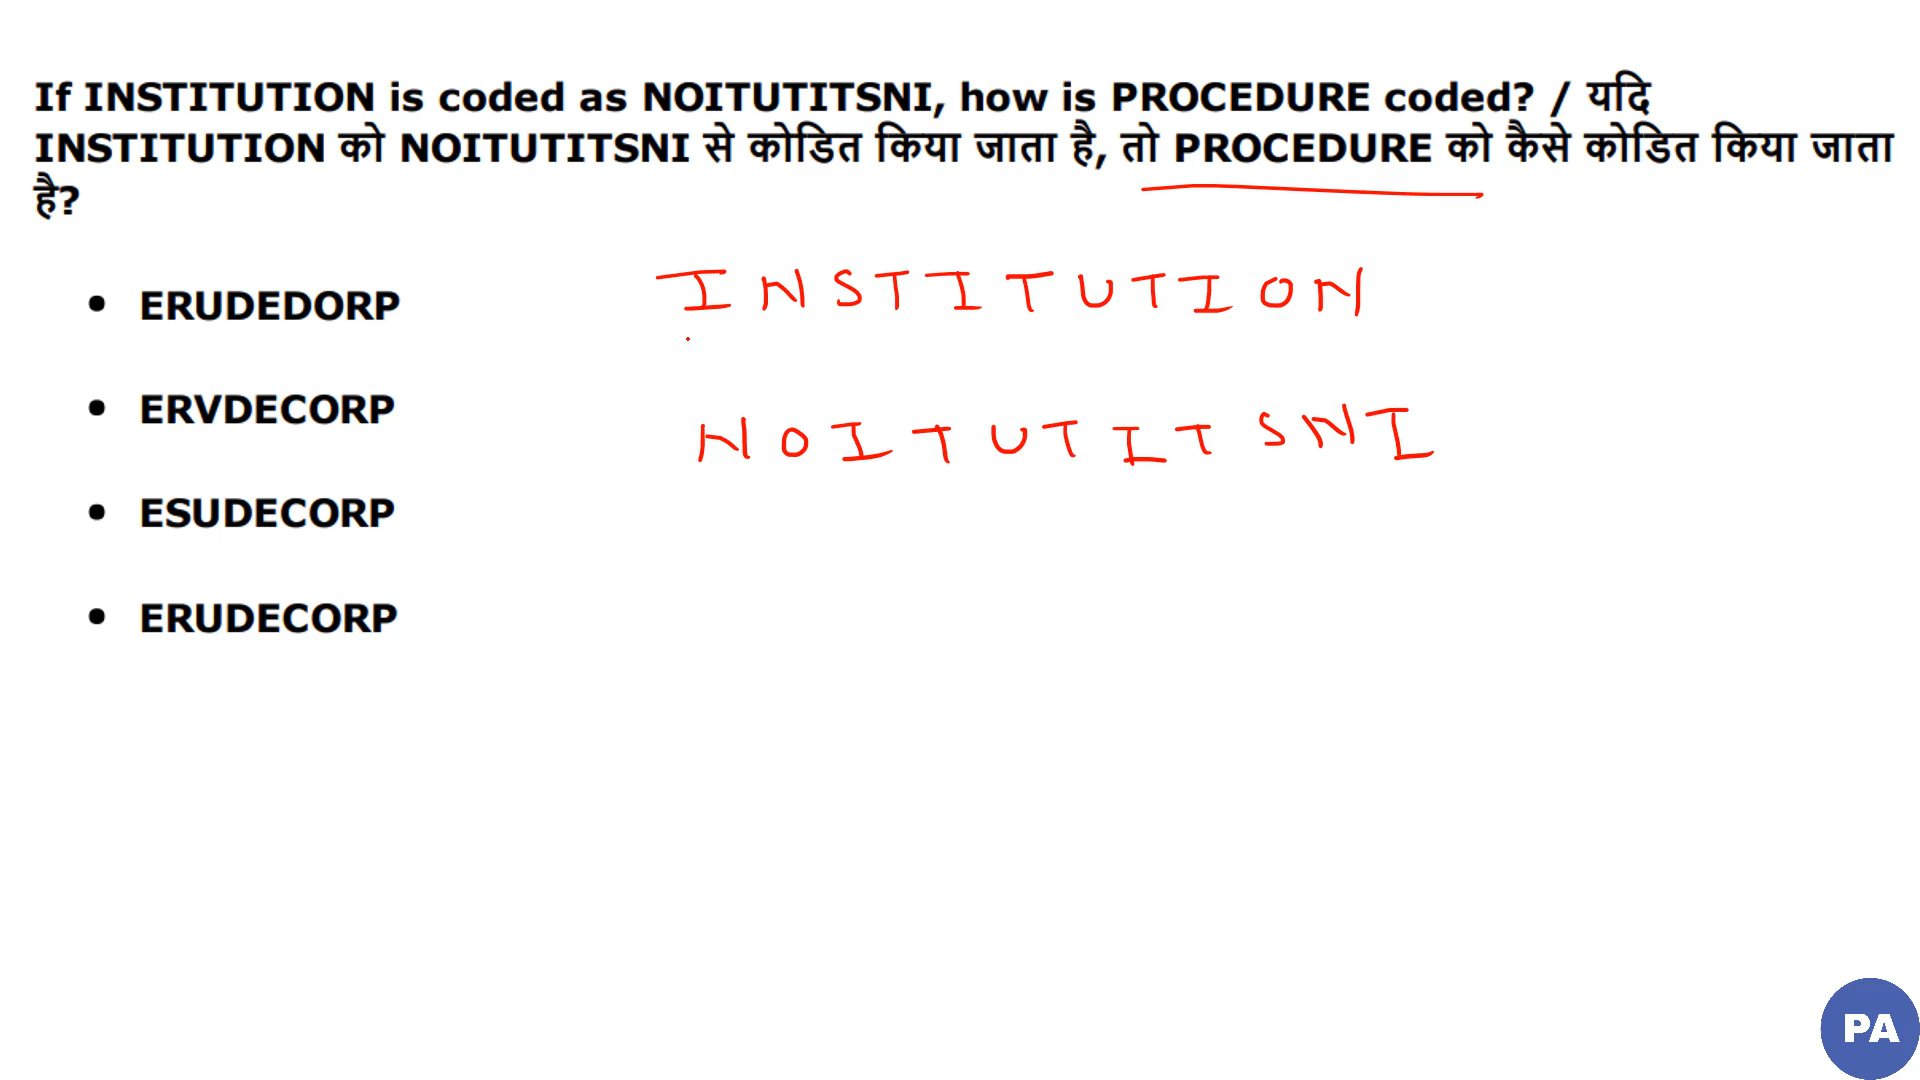 If INSTITUTION is coded as NOITUTITSNI, how is PROCEDURE coded? / यदि
INSTITUTION को NOITUTITSNI से कोडित किया जाता है, तो PROCEDURE को कैसे कोडित किया जाता
है?
• ERUDEDORP
INSTITUTION
• ERVDECORP
NOITUTITSNI
• ESUDECORP
• ERUDECORP
PA